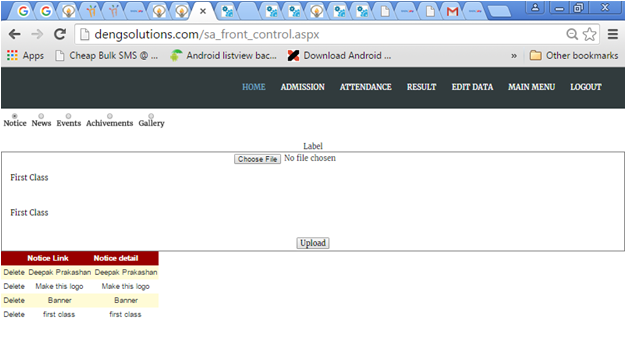 dengsolutions.com/sa_front_control.aspx
Apps Cheap Bulk SMS @ ... Android listview bac... Download Android ... » Other bookmarks
HOME ADMISSION ATTENDANCE RESULT EDIT DATA MAIN MENU LOGOUT
Notice News Events Achivements Gallery
Label
Choose File No file chosen
First Class
First Class
Upload
Notice Link Notice detail
Delete Deepak Prakashan Deepak Prakashan
Delete Make this logo Make this logo
Delete Banner Banner
Delete first class first class